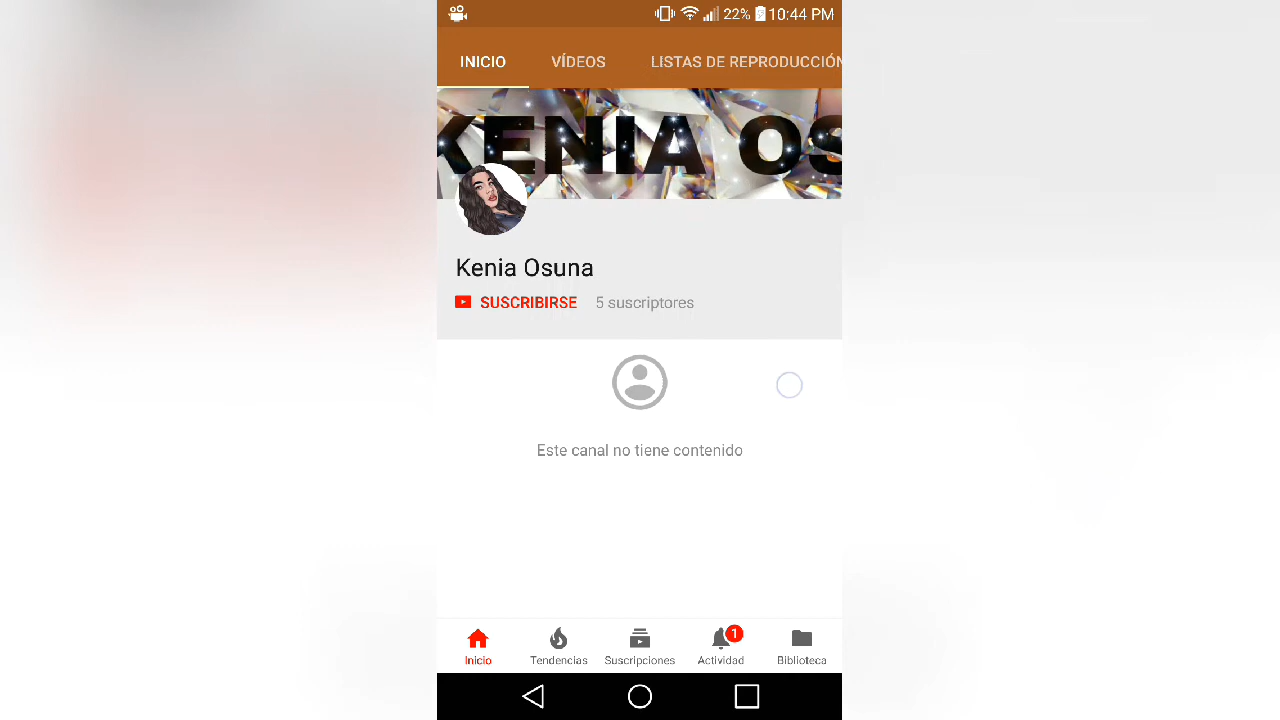 22% 10:44 PM
INICIO VÍDEOS LISTAS DE REPRODUCCIÓN
KENIA OS
Kenia Osuna
SUSCRIBIRSE 5 suscriptores
Este canal no tiene contenido
1
Inicio Tendencias Suscripciones Actividad Biblioteca